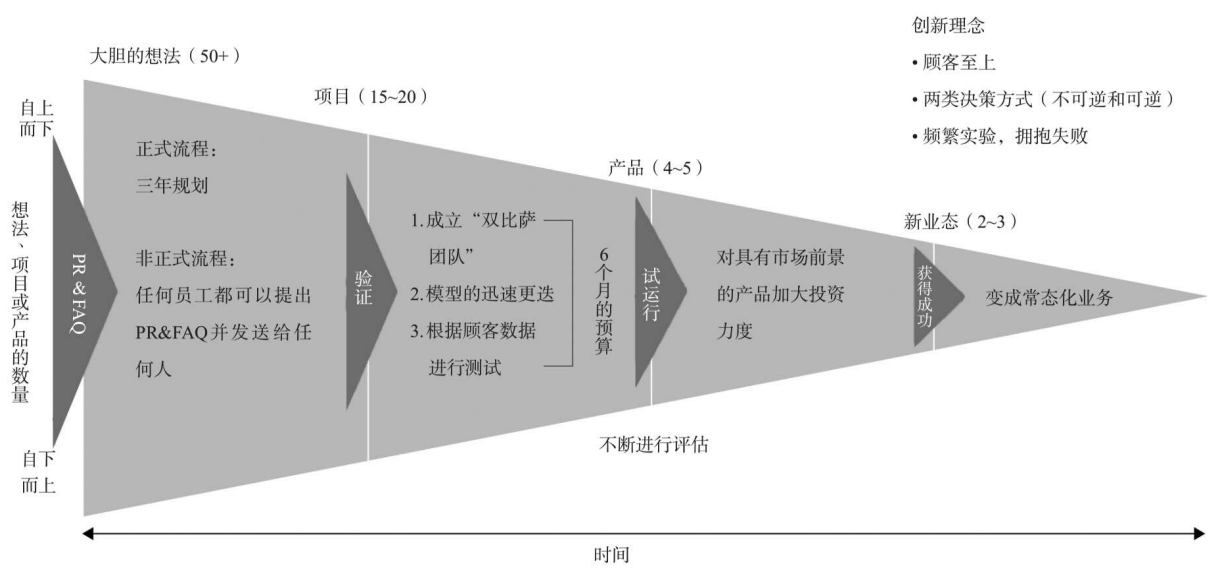 创新理念
• 顾客至上
• 两类决策方式（不可逆和可逆）
• 频繁实验，拥抱失败
大胆的想法（50+）
项目（15~20）
产品（4~5）
新业态（2~3）
自上
而下
想法、项目或产品的数量
自下
而上
PR & FAQ
正式流程：
三年规划
非正式流程：
任何员工都可以提出
PR&FAQ并发送给任
何人
验证
1.成立“双比萨
团队”
2.模型的迅速更迭
3.根据顾客数据
进行测试
6个月的预算
试运行
对具有市场前景
的产品加大投资
力度
获得成功
变成常态化业务
不断进行评估
时间